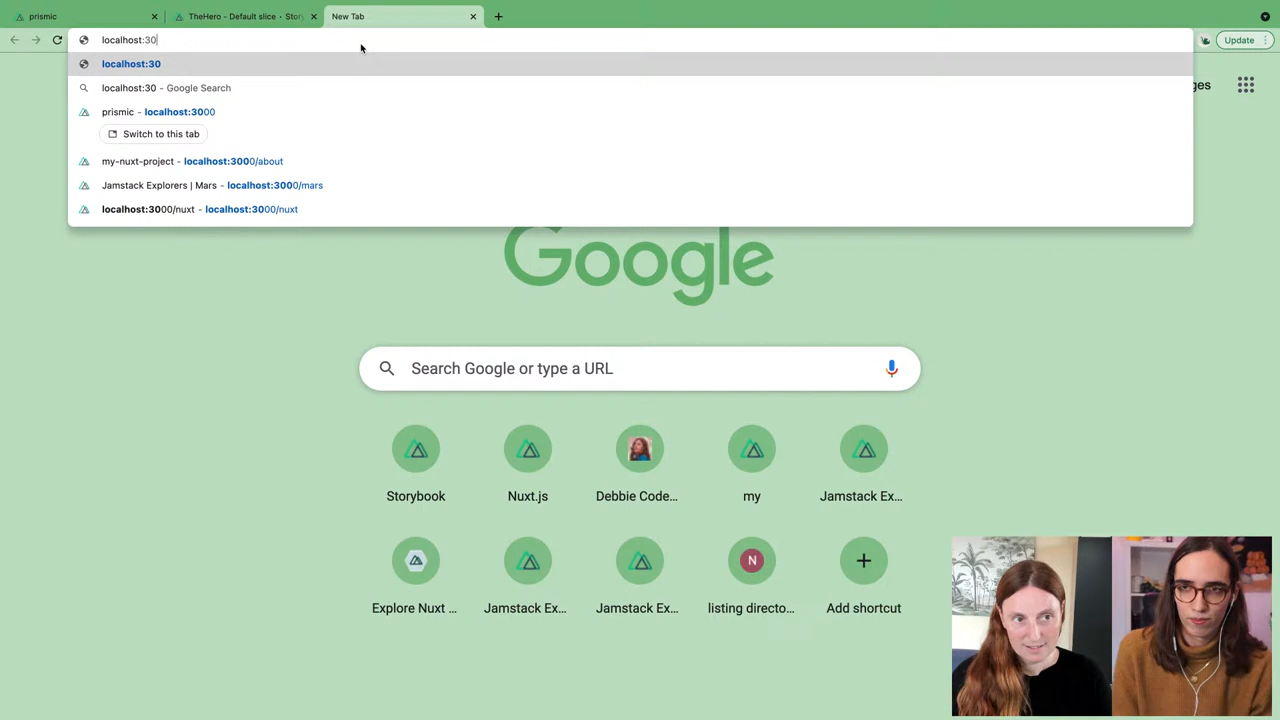 prismic
TheHero - Default slice · Story
New Tab
localhost:30
Update
localhost:30
localhost:30 - Google Search
prismic - localhost:3000
Switch to this tab
my-nuxt-project - localhost:3000/about
Jamstack Explorers | Mars - localhost:3000/mars
localhost:3000/nuxt - localhost:3000/nuxt
ges
Google
Search Google or type a URL
Storybook
Nuxt.js
Debbie Code...
my
Jamstack Ex...
N
Explore Nuxt ...
Jamstack Ex...
Jamstack Ex...
listing directo...
Add shortcut